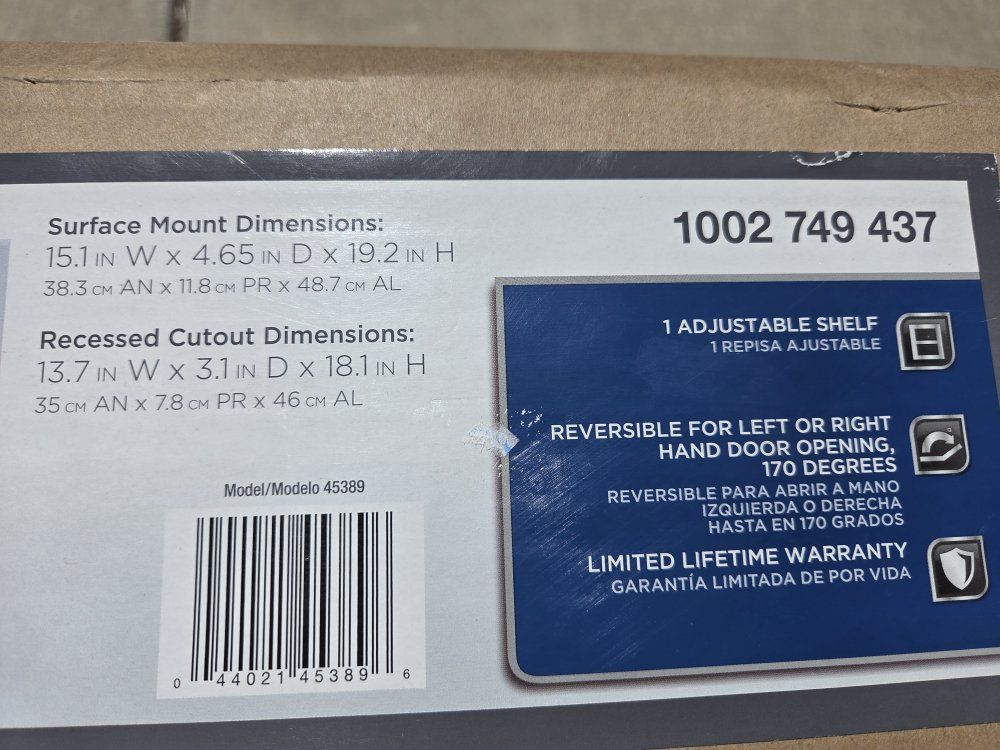 Surface Mount Dimensions:
15.1 IN W x 4.65 IN D x 19.2 IN H
38.3 CM AN x 11.8 CM PR x 48.7 CM AL
Recessed Cutout Dimensions:
13.7 IN W x 3.1 IN D x 18.1 IN H
35 CM AN x 7.8 CM PR x 46 CM AL
Model/Modelo 45389
0 44021 45389 6
1002 749 437
1 ADJUSTABLE SHELF
1 REPISA AJUSTABLE
REVERSIBLE FOR LEFT OR RIGHT
HAND DOOR OPENING,
170 DEGREES
REVERSIBLE PARA ABRIR A MANO
IZQUIERDA O DERECHA
HASTA EN 170 GRADOS
LIMITED LIFETIME WARRANTY
GARANTÍA LIMITADA DE POR VIDA